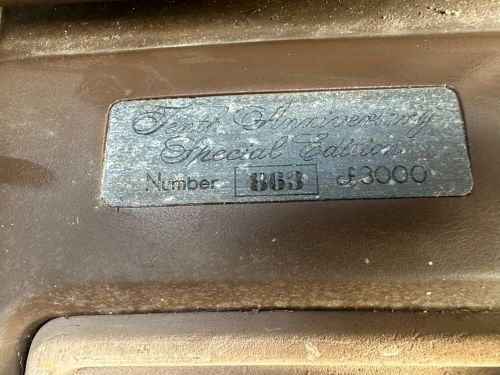 Tenth Anniversary
Special Edition
Number 863 of 3000